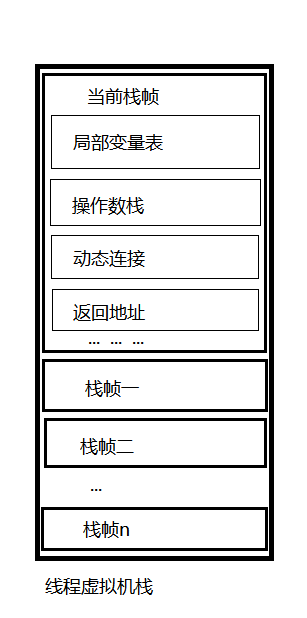 当前栈帧
局部变量表
操作数栈
动态连接
返回地址
... ... ...
栈帧一
栈帧二
...
栈帧n
线程虚拟机栈